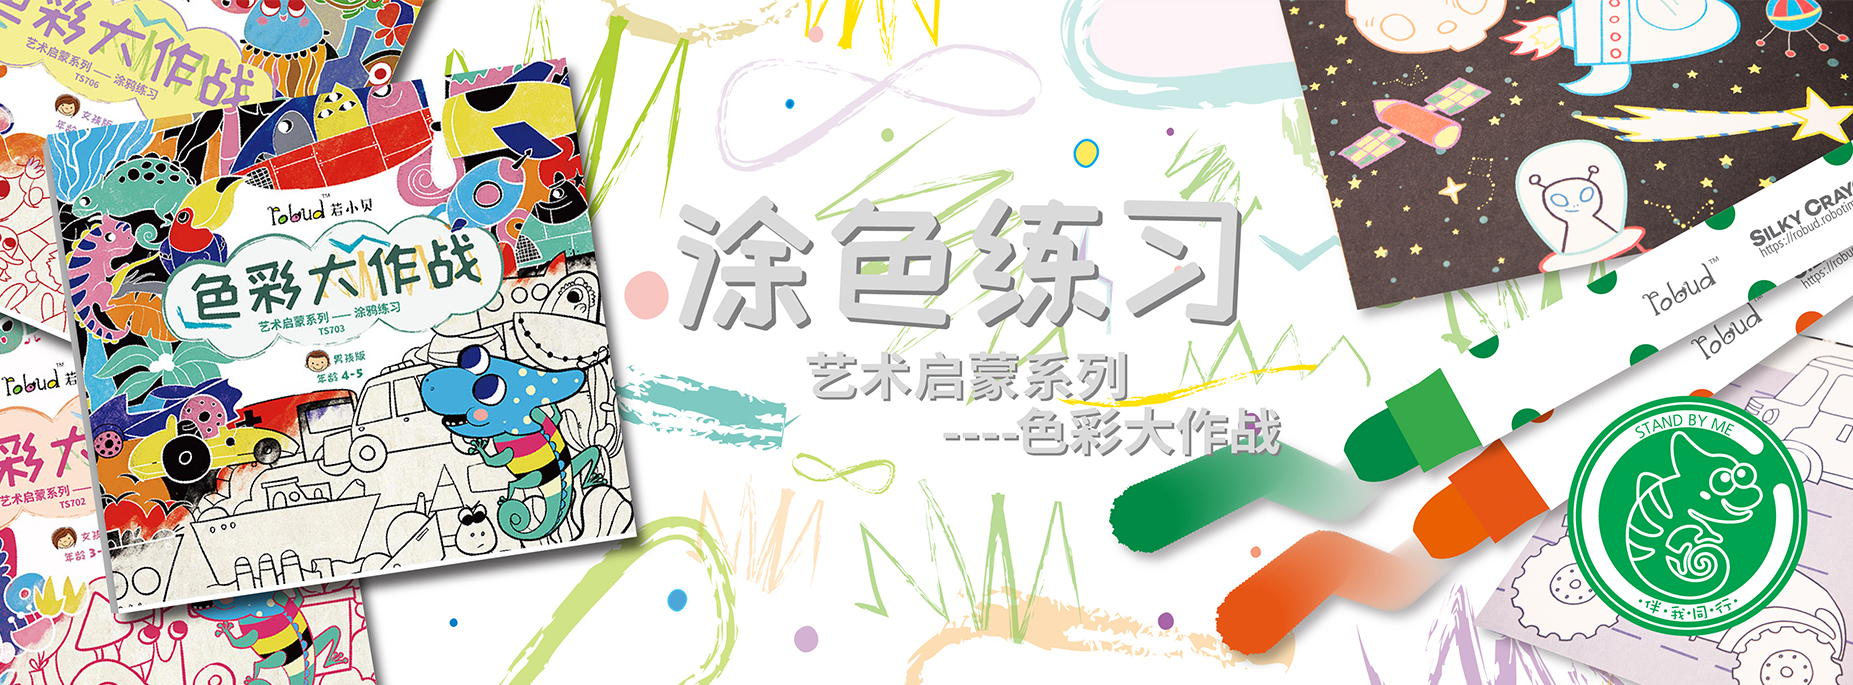 色彩大作战
艺术启蒙系列 —— 涂鸦练习
TS706
女孩版
年龄
robud™ 若小贝
色彩大作战
艺术启蒙系列 —— 涂鸦练习
TS703
男孩版
年龄 4-5
robud™ 若
彩大
艺术启蒙系列——
TS702
女孩
年龄 3-
涂色练习
艺术启蒙系列
----色彩大作战
SILKY CRAY
https://robud.robotim
https://robu
robud™
robud™
STAND BY ME
·伴·我·同·行·